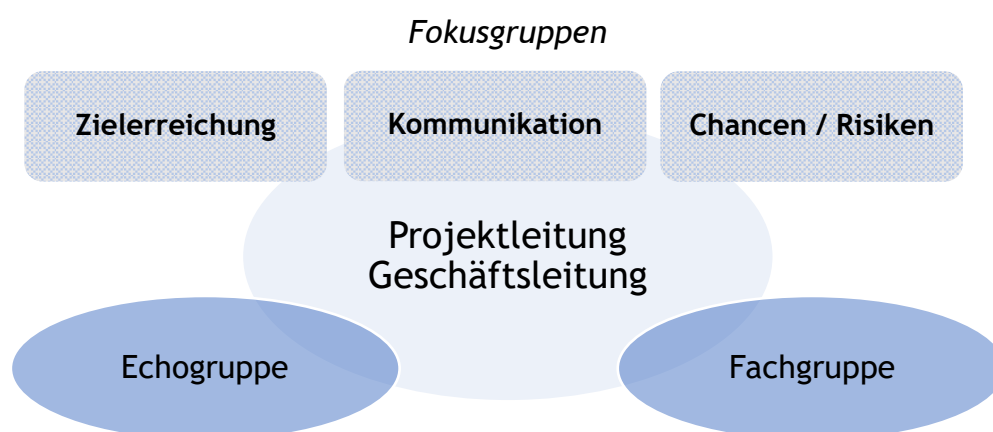 Fokusgruppen
Zielerreichung
Kommunikation
Chancen / Risiken
Projektleitung
Geschäftsleitung
Echogruppe
Fachgruppe